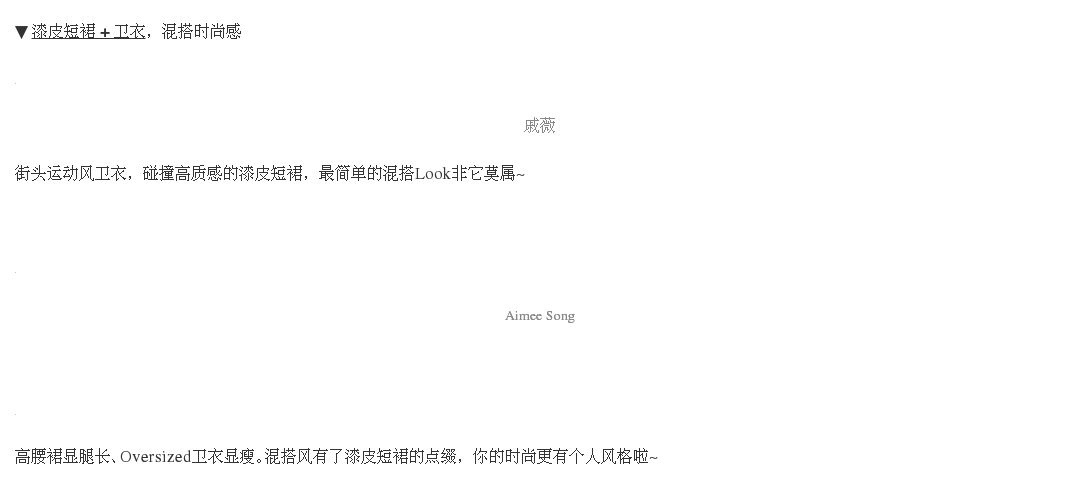 ▼漆皮短裙 + 卫衣，混搭时尚感
戚薇
街头运动风卫衣，碰撞高质感的漆皮短裙，最简单的混搭Look非它莫属~
Aimee Song
高腰裙显腿长、Oversized卫衣显瘦。混搭风有了漆皮短裙的点缀，你的时尚更有个人风格啦~